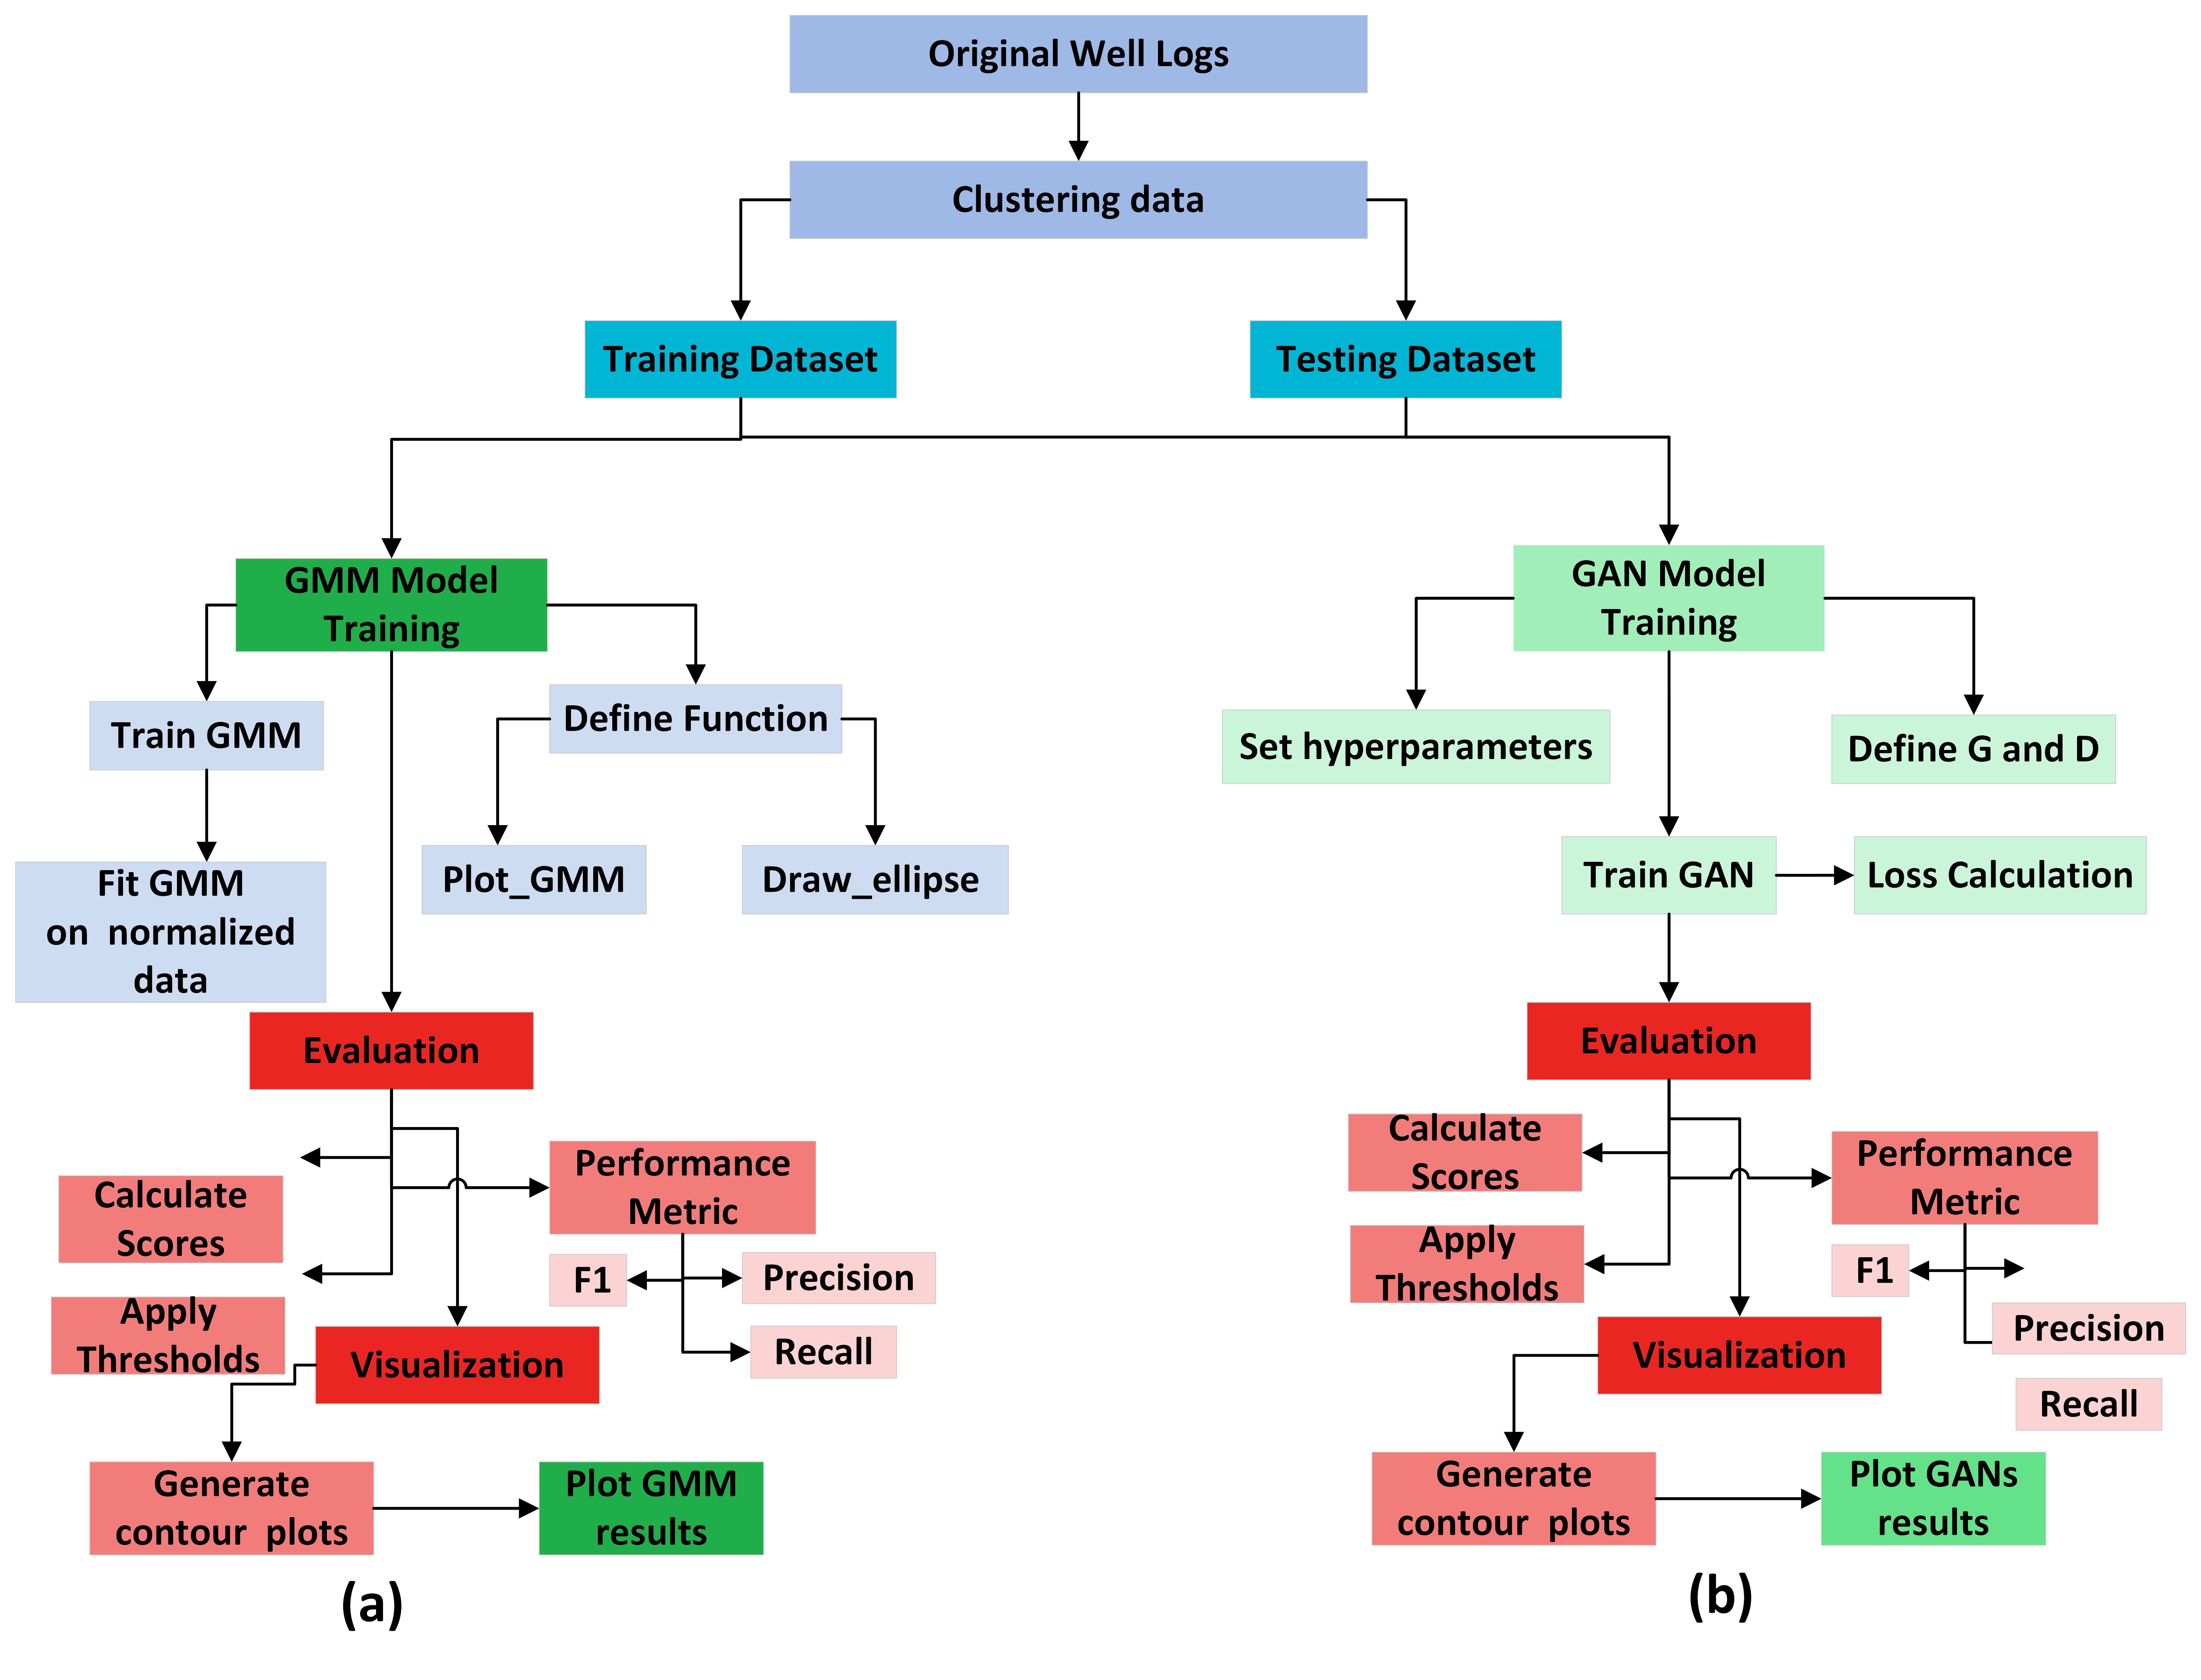 Original Well Logs
Clustering data
Training Dataset
Testing Dataset
GMM Model
Training
Train GMM
Define Function
Fit GMM
on normalized
data
Plot_GMM
Draw_ellipse
Evaluation
Calculate
Scores
Apply
Thresholds
Performance
Metric
F1
Precision
Recall
Visualization
Generate
contour plots
Plot GMM
results
(a)
GAN Model
Training
Set hyperparameters
Define G and D
Train GAN
Loss Calculation
Evaluation
Calculate
Scores
Apply
Thresholds
Performance
Metric
F1
Precision
Recall
Visualization
Generate
contour plots
Plot GANs
results
(b)